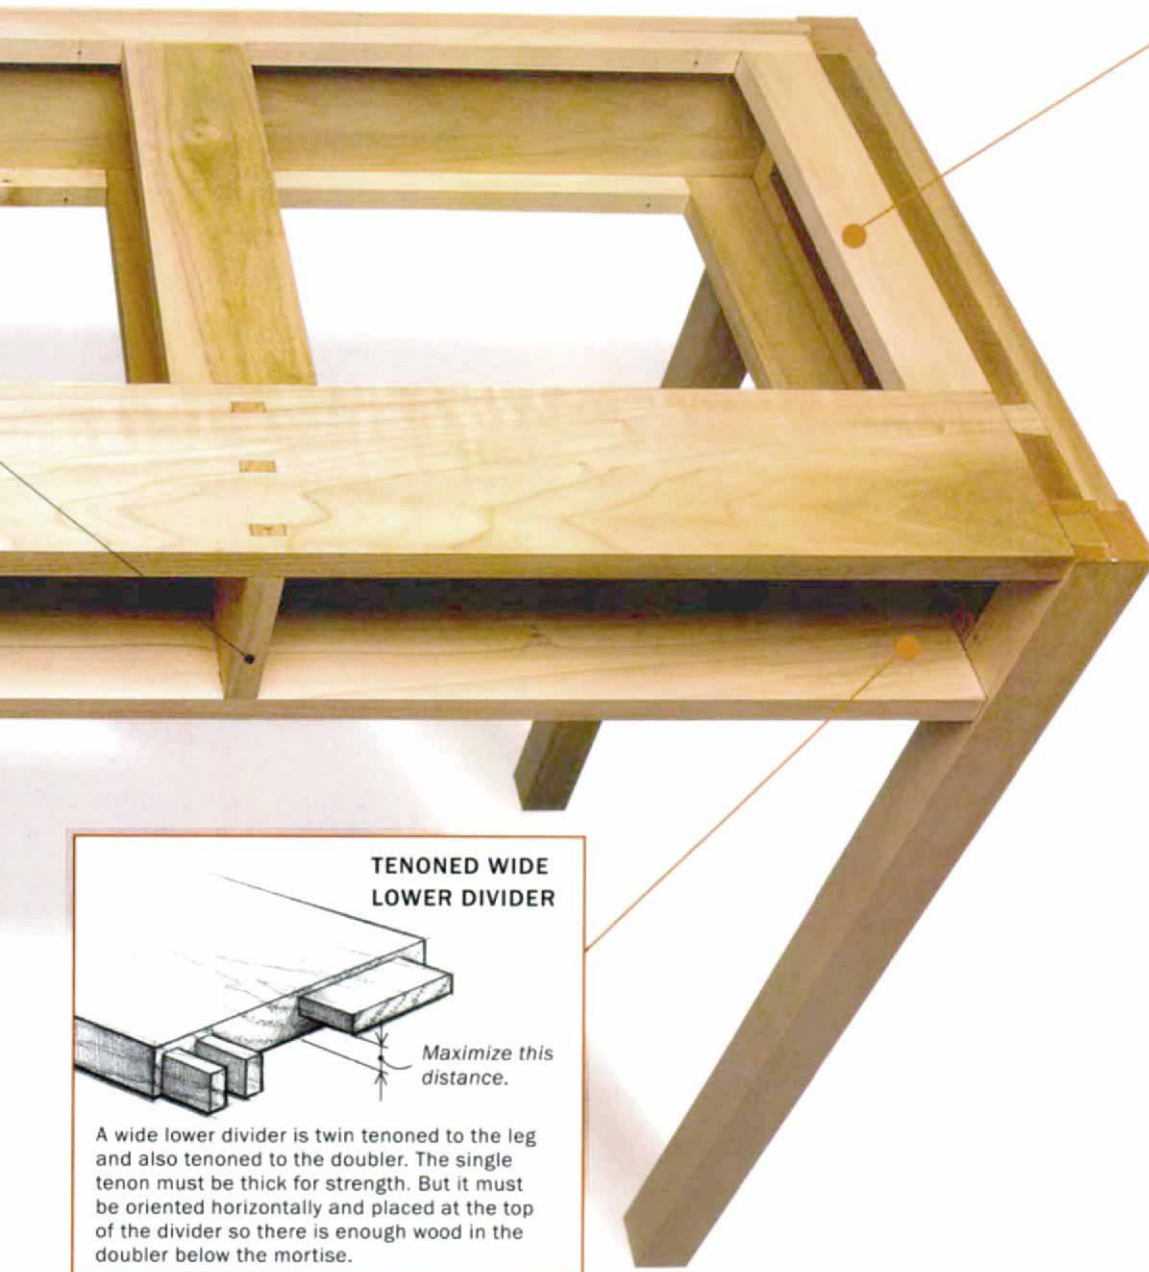 TENONED WIDE
LOWER DIVIDER
Maximize this
distance.
A wide lower divider is twin tenoned to the leg
and also tenoned to the doubler. The single
tenon must be thick for strength. But it must
be oriented horizontally and placed at the top
of the divider so there is enough wood in the
doubler below the mortise.